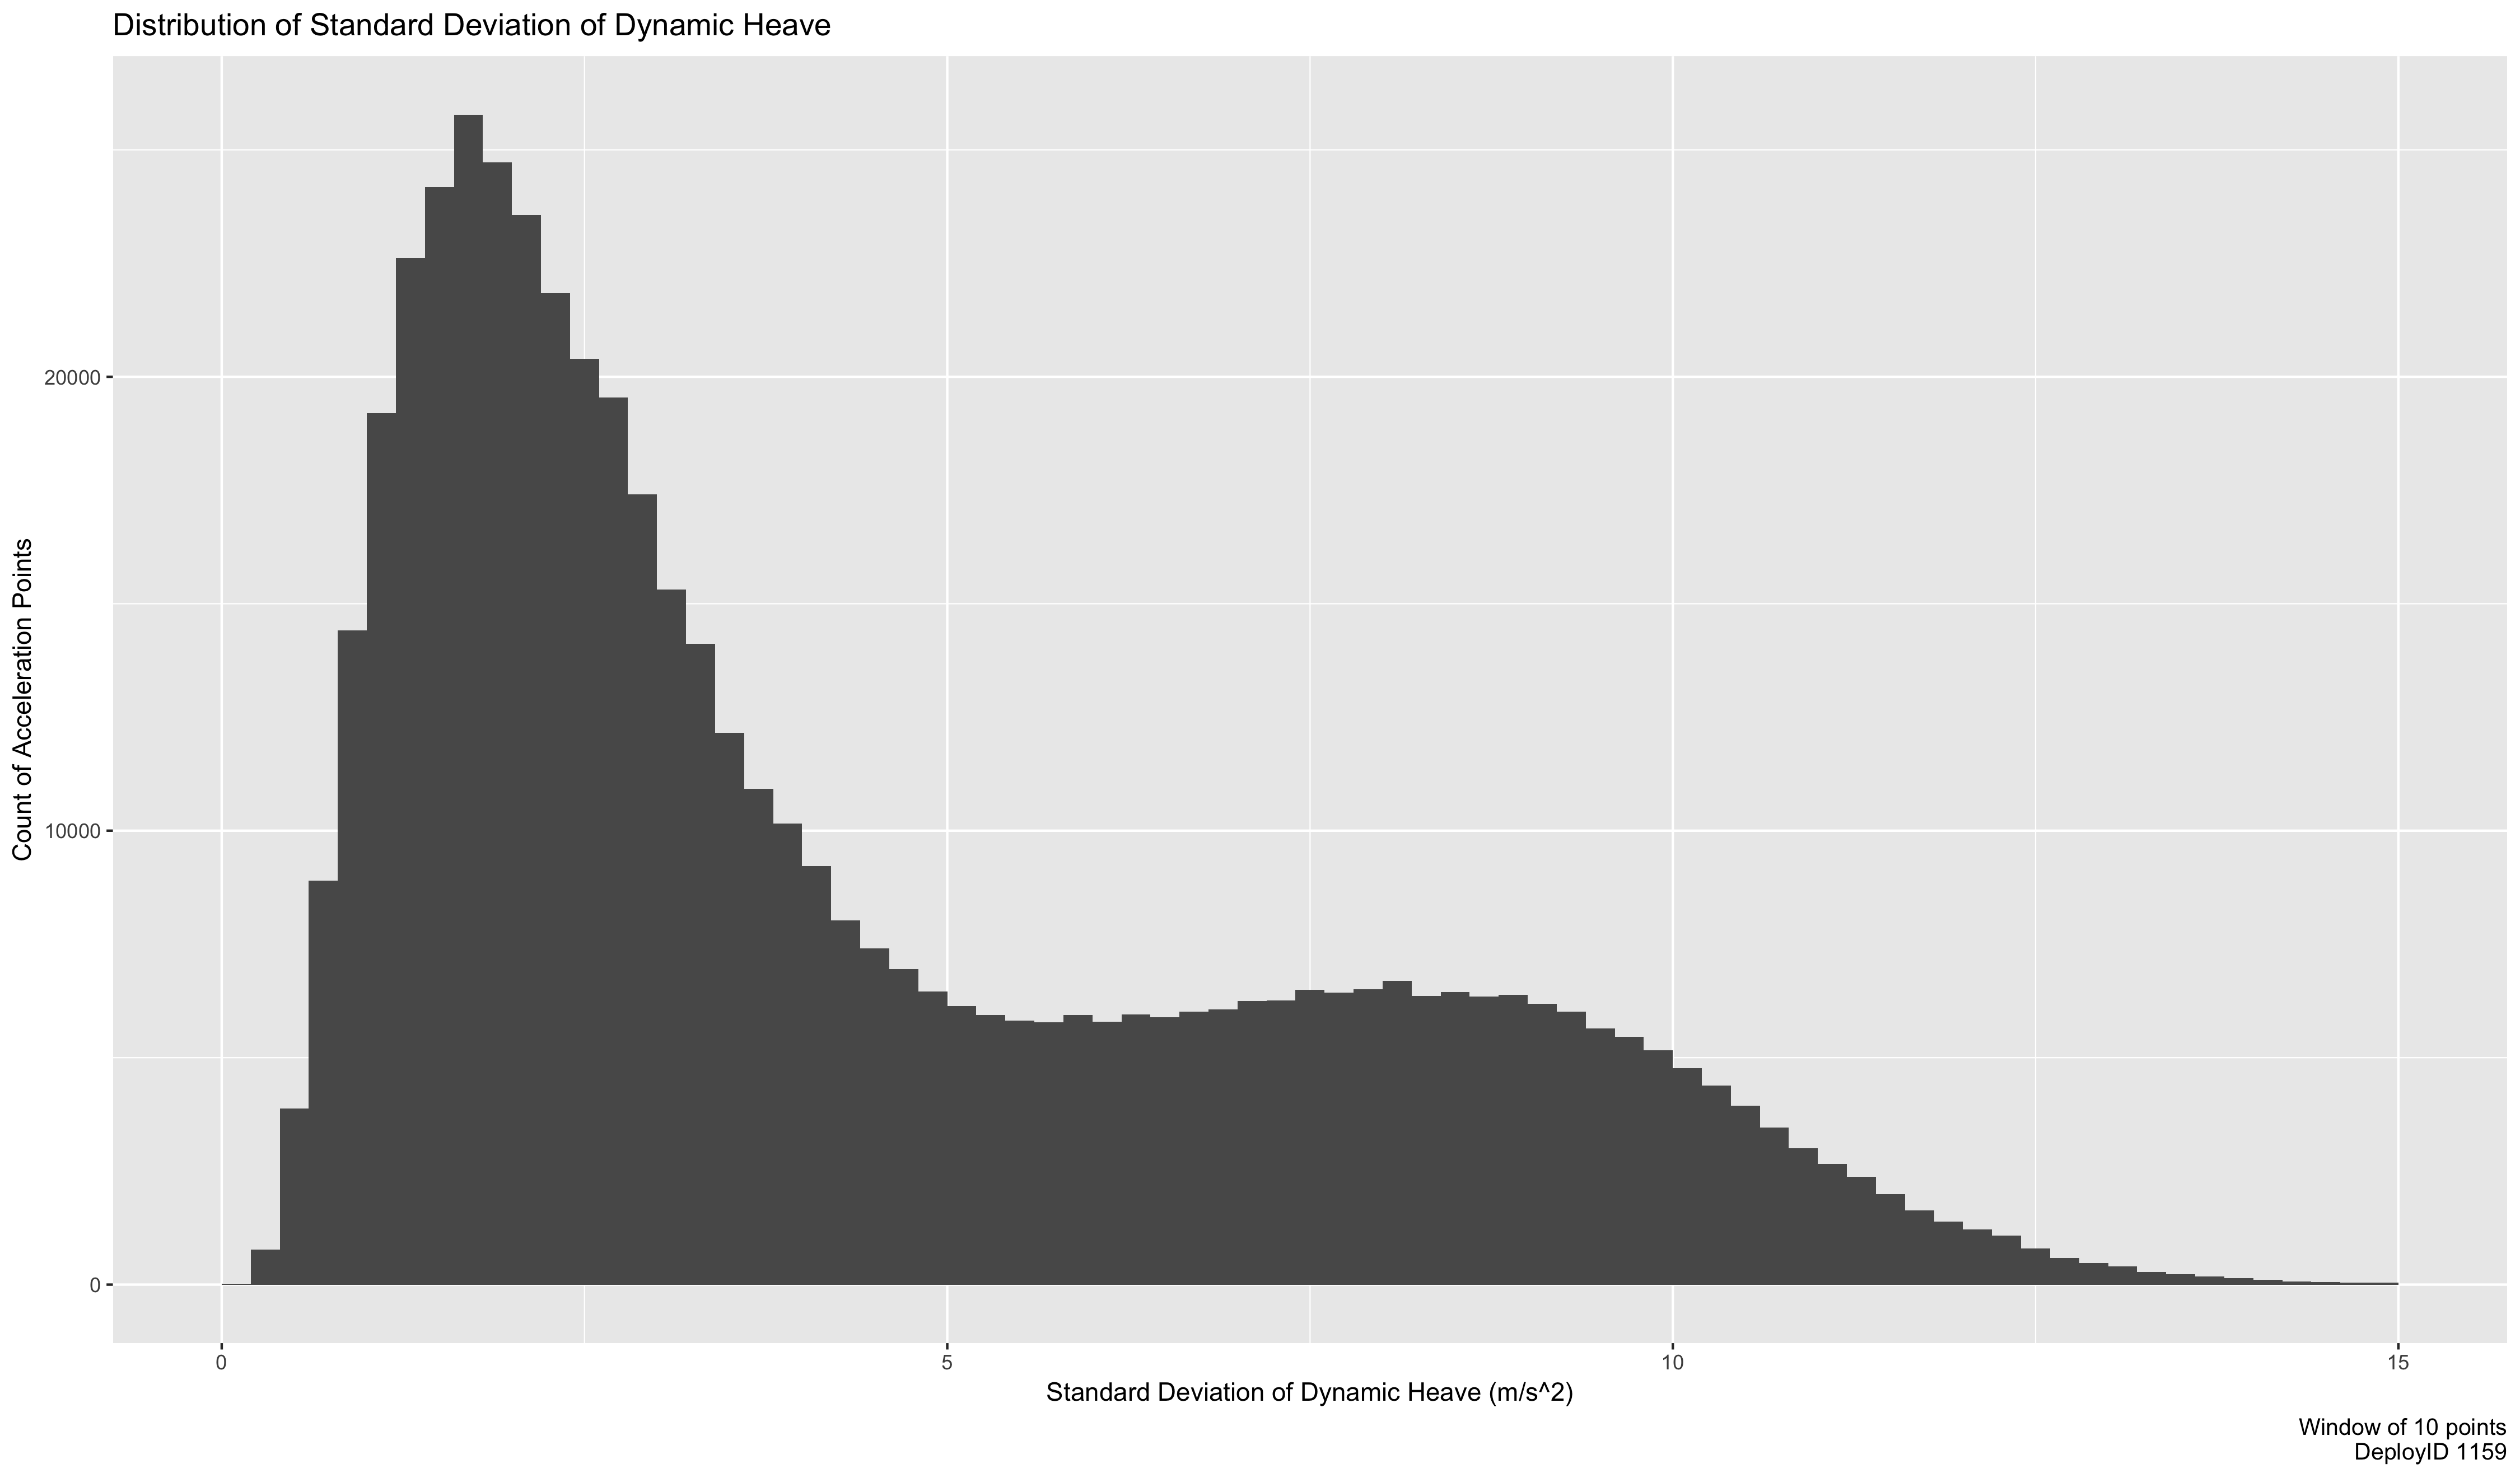 Distribution of Standard Deviation of Dynamic Heave
Count of Acceleration Points
20000
10000
0
0
5
10
15
Standard Deviation of Dynamic Heave (m/s^2)
Window of 10 points
DeployID 1159